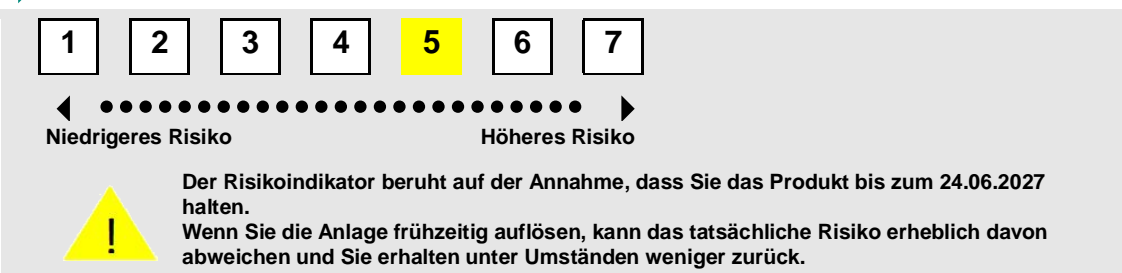 1 2 3 4 5 6 7
Niedrigeres Risiko Höheres Risiko
Der Risikoindikator beruht auf der Annahme, dass Sie das Produkt bis zum 24.06.2027
halten.
Wenn Sie die Anlage frühzeitig auflösen, kann das tatsächliche Risiko erheblich davon
abweichen und Sie erhalten unter Umständen weniger zurück.
!